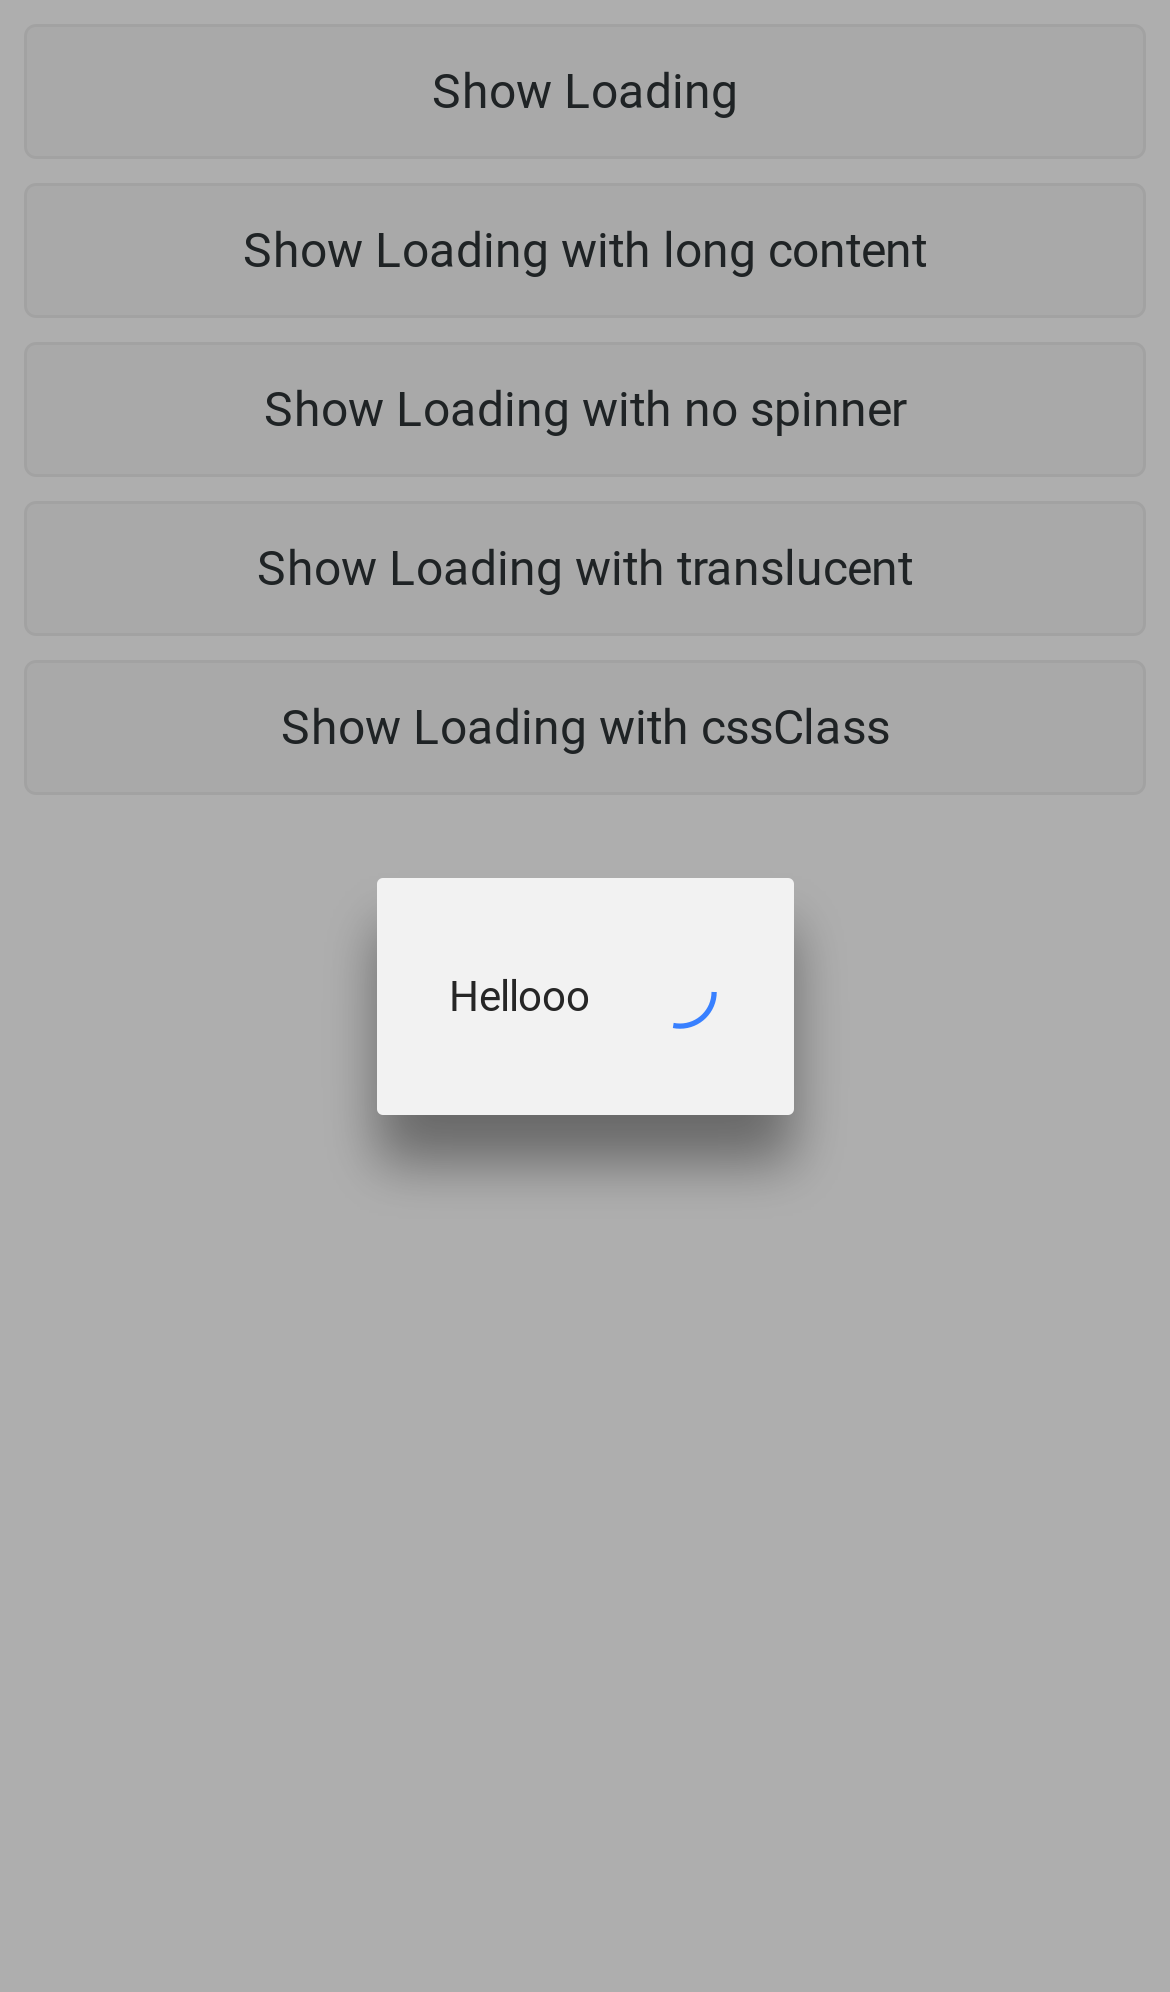 Show Loading
Show Loading with long content
Show Loading with no spinner
Show Loading with translucent
Show Loading with cssClass
Hellooo